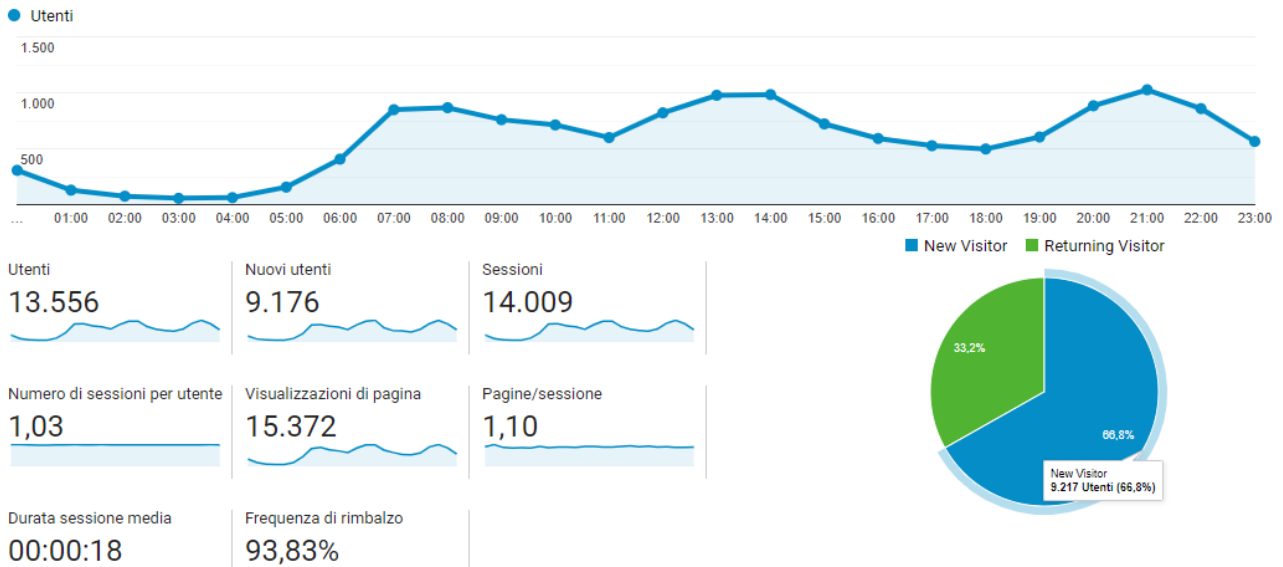 Utenti
1.500
1.000
500
... 01:00 02:00 03:00 04:00 05:00 06:00 07:00 08:00 09:00 10:00 11:00 12:00 13:00 14:00 15:00 16:00 17:00 18:00 19:00 20:00 21:00 22:00 23:00
New Visitor Returning Visitor
Utenti
13.556
Nuovi utenti
9.176
Sessioni
14.009
Numero di sessioni per utente
1,03
Visualizzazioni di pagina
15.372
Pagine/sessione
1,10
Durata sessione media
00:00:18
Frequenza di rimbalzo
93,83%
33,2%
66,8%
New Visitor
9.217 Utenti (66,8%)